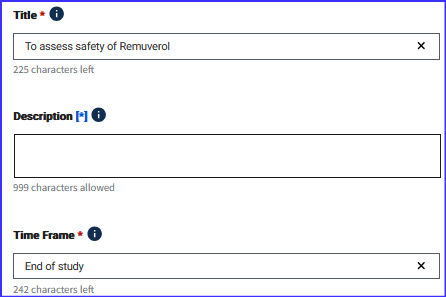 Title * i
To assess safety of Remuverol ×
225 characters left
Description [*] i
999 characters allowed
Time Frame * i
End of study ×
242 characters left